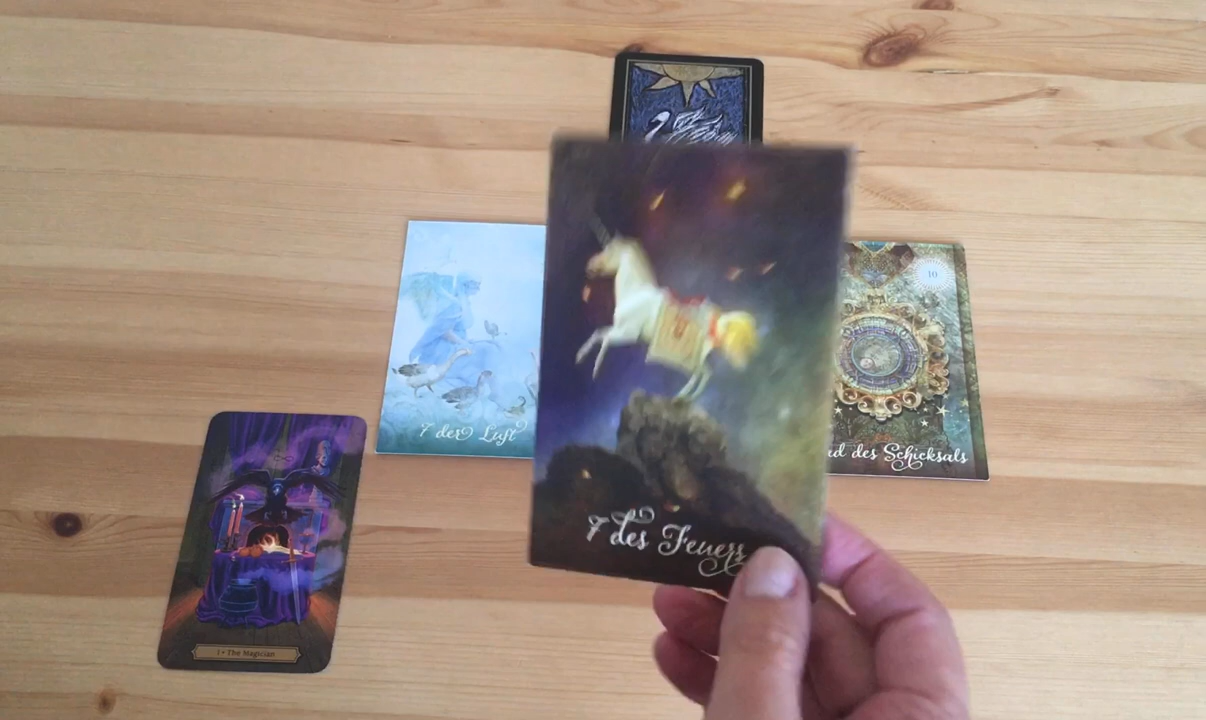 10
7 der Luft
7 des Feuers
des Schicksals
I • The Magician